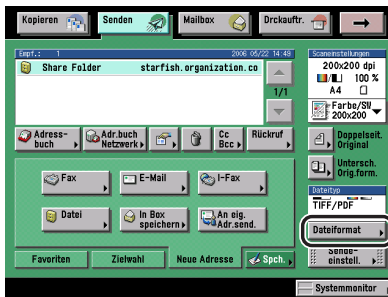 Kopieren
Senden
Mailbox
Drckauftr.
Empf.: 1
2006 05/22 14:49
Share Folder
starfish.organization.co
1/1
Adress-
buch
Adr.buch
Netzwerk
Cc
Bcc
Rückruf
Fax
E-Mail
I-Fax
Datei
In Box
speichern
An eig.
Adr.send.
Favoriten
Zielwahl
Neue Adresse
Spch.
Scaneinstellungen
200x200 dpi
100 %
A4
Farbe/SW
200x200
Doppelseit.
Original
Untersch.
Orig.form.
Dateityp
TIFF/PDF
Dateiformat
Sende-
einstell.
Systemmonitor